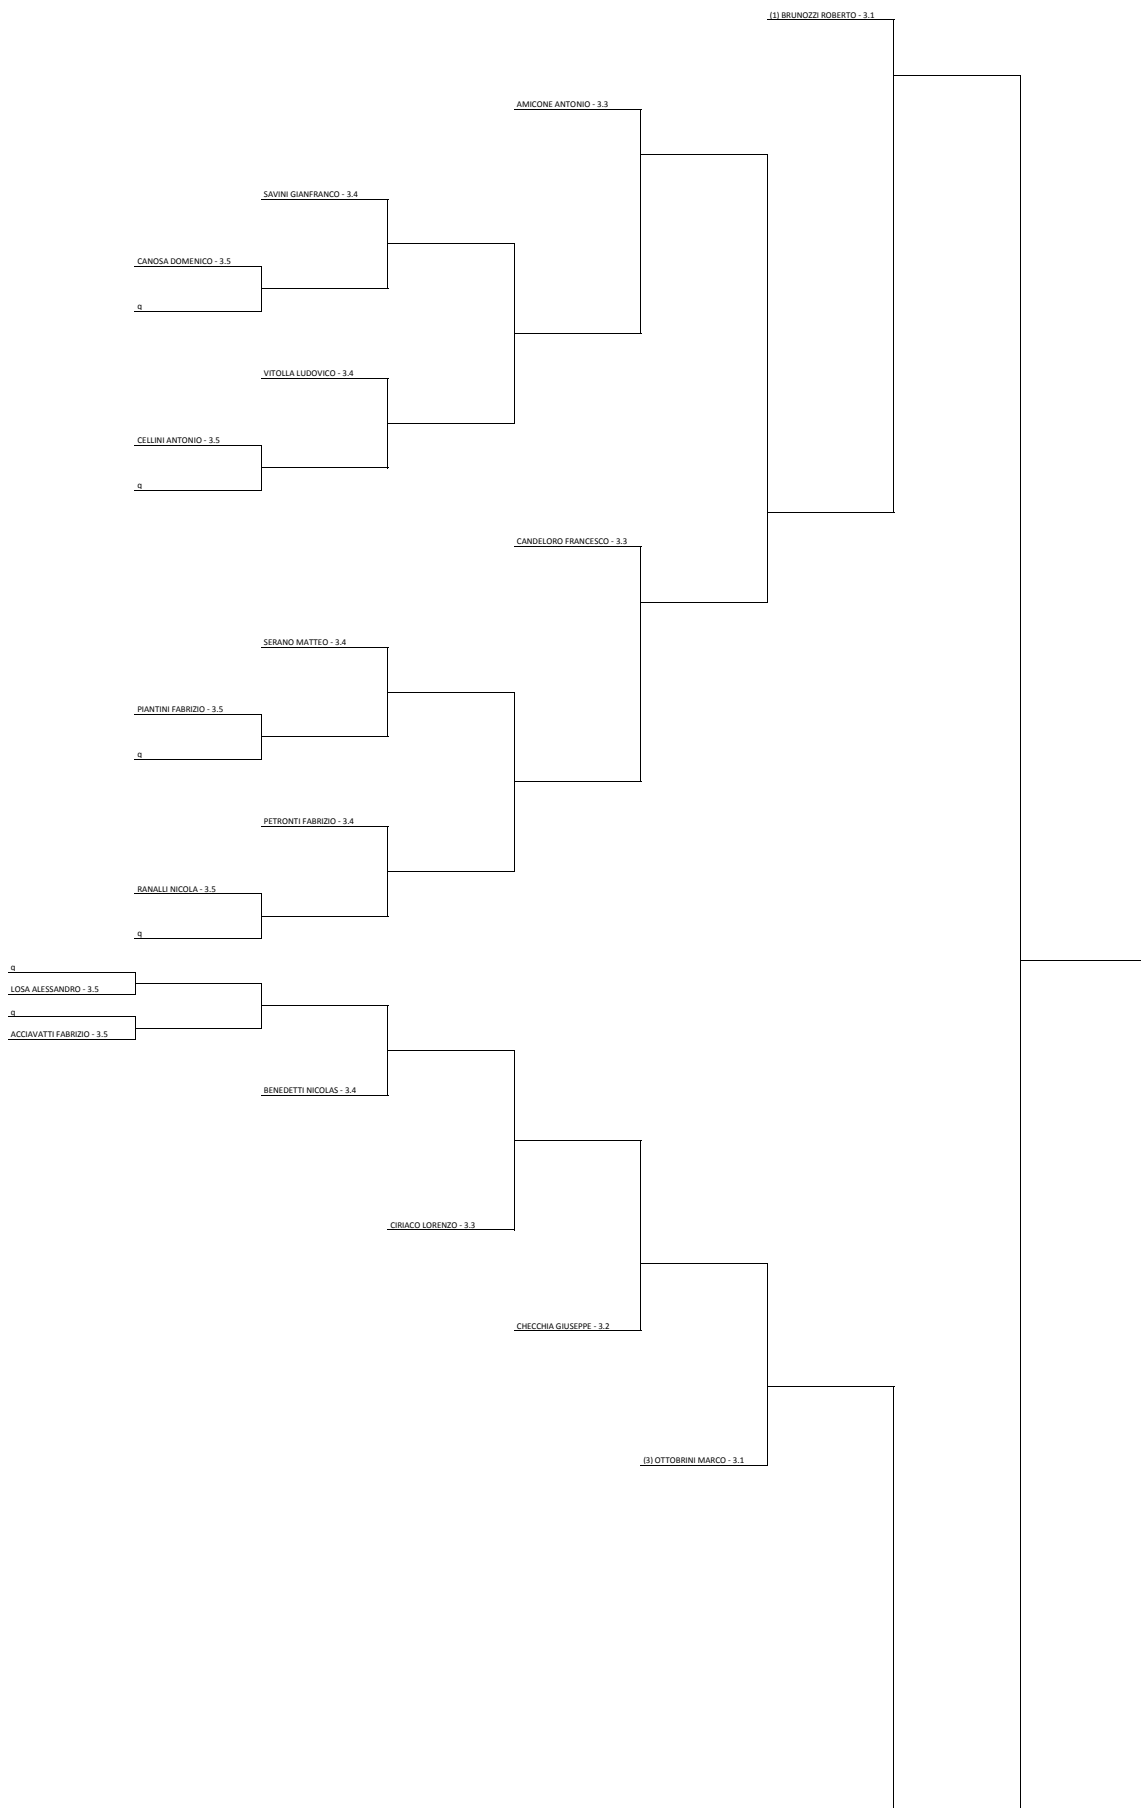 (1) BRUNOZZI ROBERTO - 3.1
AMICONE ANTONIO - 3.3
SAVINI GIANFRANCO - 3.4
CANOSA DOMENICO - 3.5
q
VITOLLA LUDOVICO - 3.4
CELLINI ANTONIO - 3.5
q
CANDELORO FRANCESCO - 3.3
SERANO MATTEO - 3.4
PIANTINI FABRIZIO - 3.5
q
PETRONTI FABRIZIO - 3.4
RANALLI NICOLA - 3.5
q
q
LOSA ALESSANDRO - 3.5
q
ACCIAVATTI FABRIZIO - 3.5
BENEDETTI NICOLAS - 3.4
CIRIACO LORENZO - 3.3
CHECCHIA GIUSEPPE - 3.2
(3) OTTOBRINI MARCO - 3.1